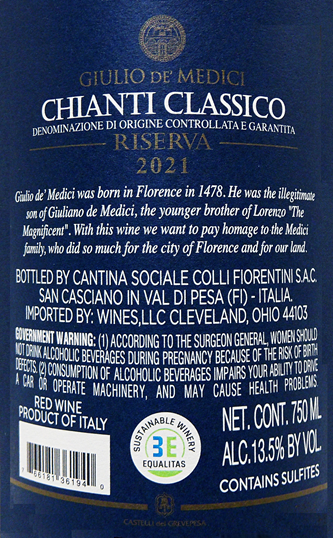 GIULIO DE' MEDICI
CHIANTI CLASSICO
DENOMINAZIONE DI ORIGINE CONTROLLATA E GARANTITA
RISERVA
2021
Giulio de' Medici was born in Florence in 1478. He was the illegitimate
son of Giuliano de Medici, the younger brother of Lorenzo "The
Magnificent". With this wine we want to pay homage to the Medici
family, who did so much for the city of Florence and for our land.
BOTTLED BY CANTINA SOCIALE COLLI FIORENTINI S.A.C.
SAN CASCIANO IN VAL DI PESA (FI) - ITALIA.
IMPORTED BY: WINES,LLC CLEVELAND, OHIO 44103
GOVERNMENT WARNING: (1) ACCORDING TO THE SURGEON GENERAL, WOMEN SHOULD
NOT DRINK ALCOHOLIC BEVERAGES DURING PREGNANCY BECAUSE OF THE RISK OF BIRTH
DEFECTS. (2) CONSUMPTION OF ALCOHOLIC BEVERAGES IMPAIRS YOUR ABILITY TO DRIVE
A CAR OR OPERATE MACHINERY, AND MAY CAUSE HEALTH PROBLEMS.
RED WINE
PRODUCT OF ITALY
SUSTAINABLE WINERY
3E
EQUALITAS
NET. CONT. 750 ML
ALC.13.5% BY VOL.
CONTAINS SULFITES
CASTELLI DEL GREVEPESA